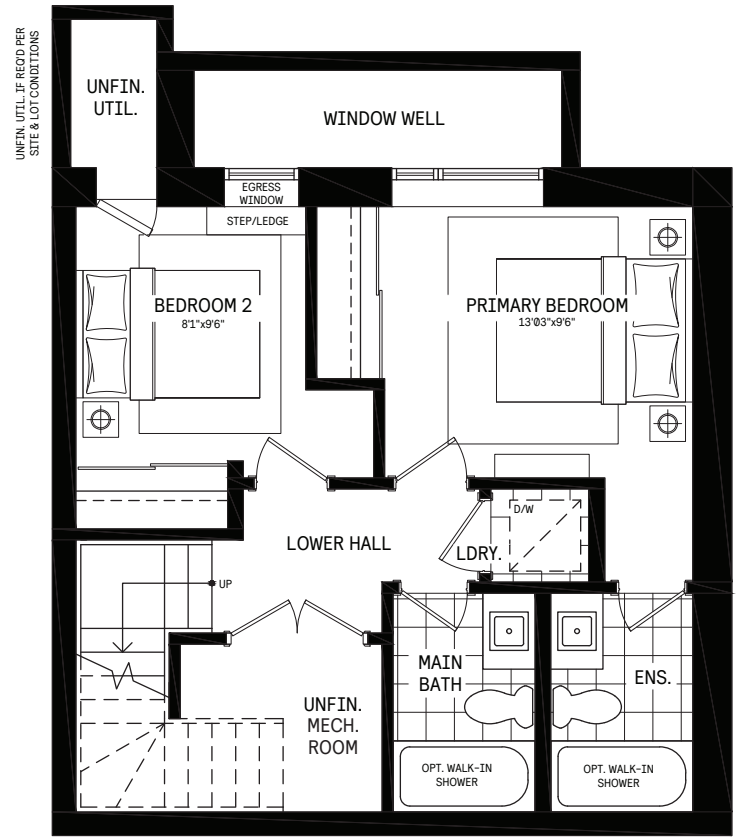 UNFIN. UTIL. IF REQ'D PER
SITE & LOT CONDITIONS
UNFIN.
UTIL.
WINDOW WELL
EGRESS
WINDOW
STEP/LEDGE
BEDROOM 2
8'1"x9'6"
PRIMARY BEDROOM
13'03"x9'6"
D/W
LOWER HALL
LDRY.
UP
MAIN
BATH
ENS.
UNFIN.
MECH.
ROOM
OPT. WALK-IN
SHOWER
OPT. WALK-IN
SHOWER